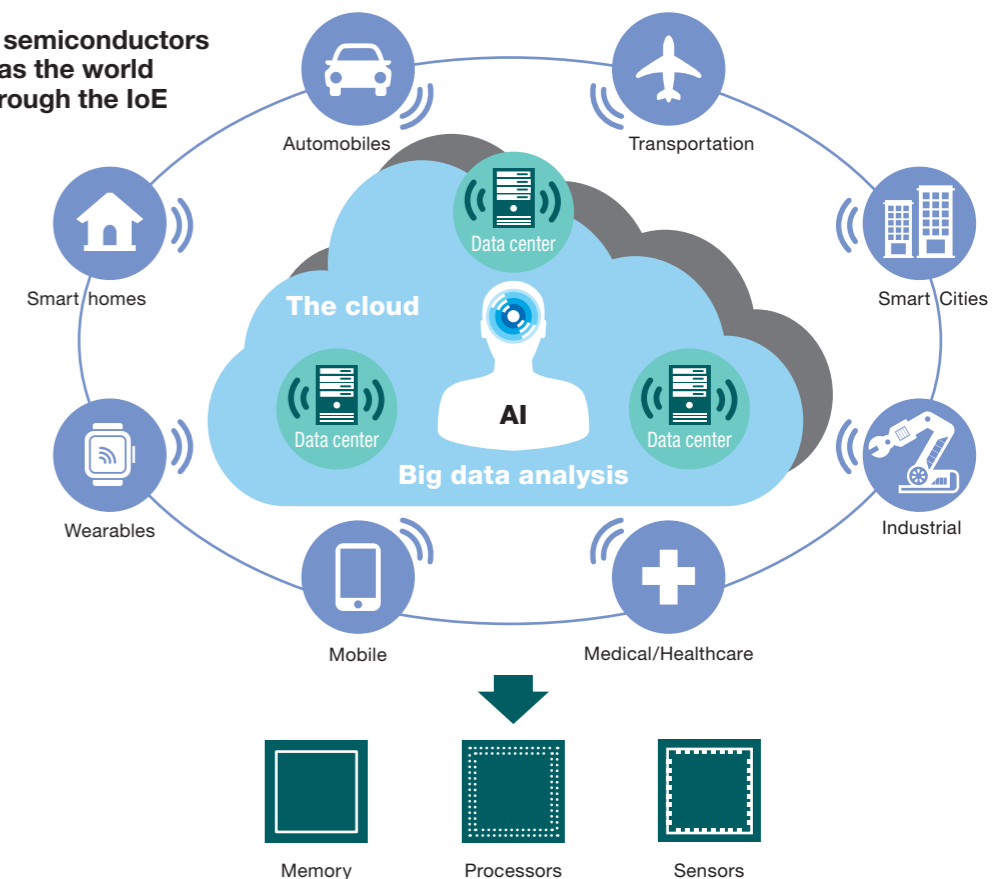 semiconductors
as the world
rough the IoE
Automobiles
Transportation
Data center
Smart homes
The cloud
Smart Cities
AI
Data center
Data center
Big data analysis
Wearables
Industrial
Mobile
Medical/Healthcare
Memory
Processors
Sensors